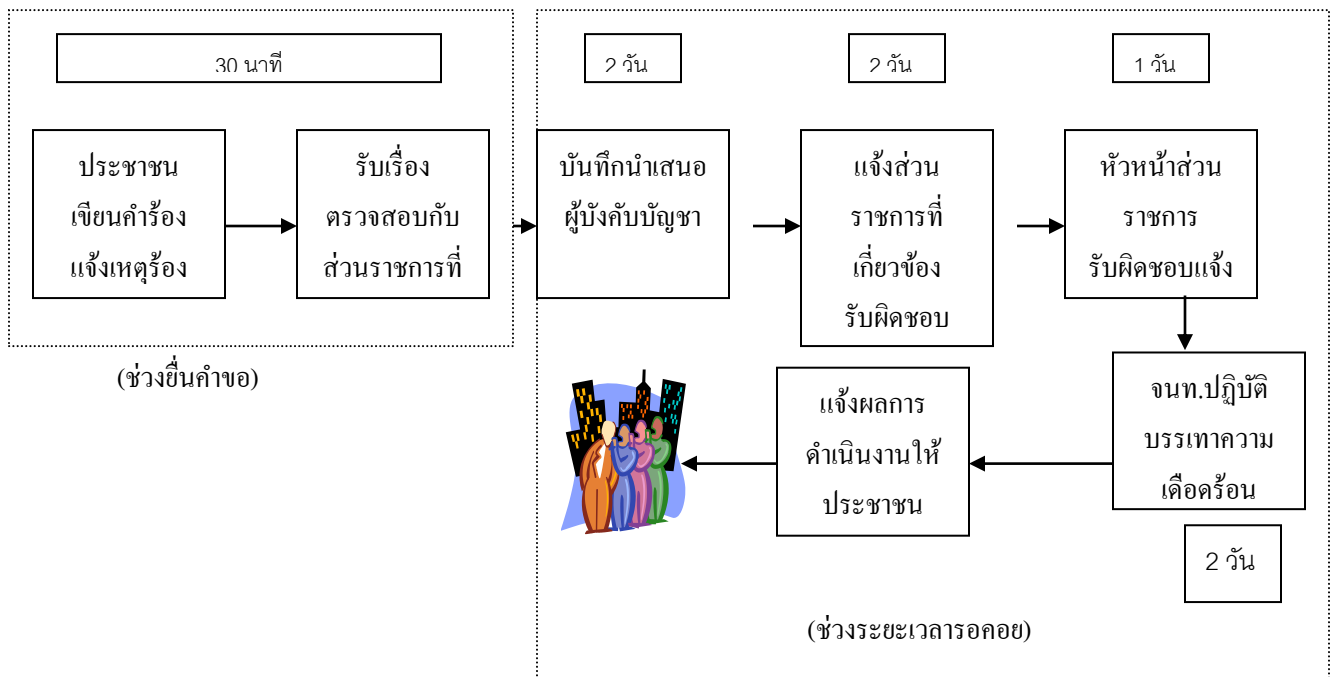 30 นาที
2 วัน
2 วัน
1 วัน
ประชาชน
เขียนคำร้อง
แจ้งเหตุร้อง
รับเรื่อง
ตรวจสอบกับ
ส่วนราชการที่
บันทึกนำเสนอ
ผู้บังคับบัญชา
แจ้งส่วน
ราชการที่
เกี่ยวข้อง
รับผิดชอบ
หัวหน้าส่วน
ราชการ
รับผิดชอบแจ้ง
(ช่วงยื่นคำขอ)
จนท.ปฏิบัติ
บรรเทาความ
เดือดร้อน
2 วัน
แจ้งผลการ
ดำเนินงานให้
ประชาชน
(ช่วงระยะเวลารอคอย)